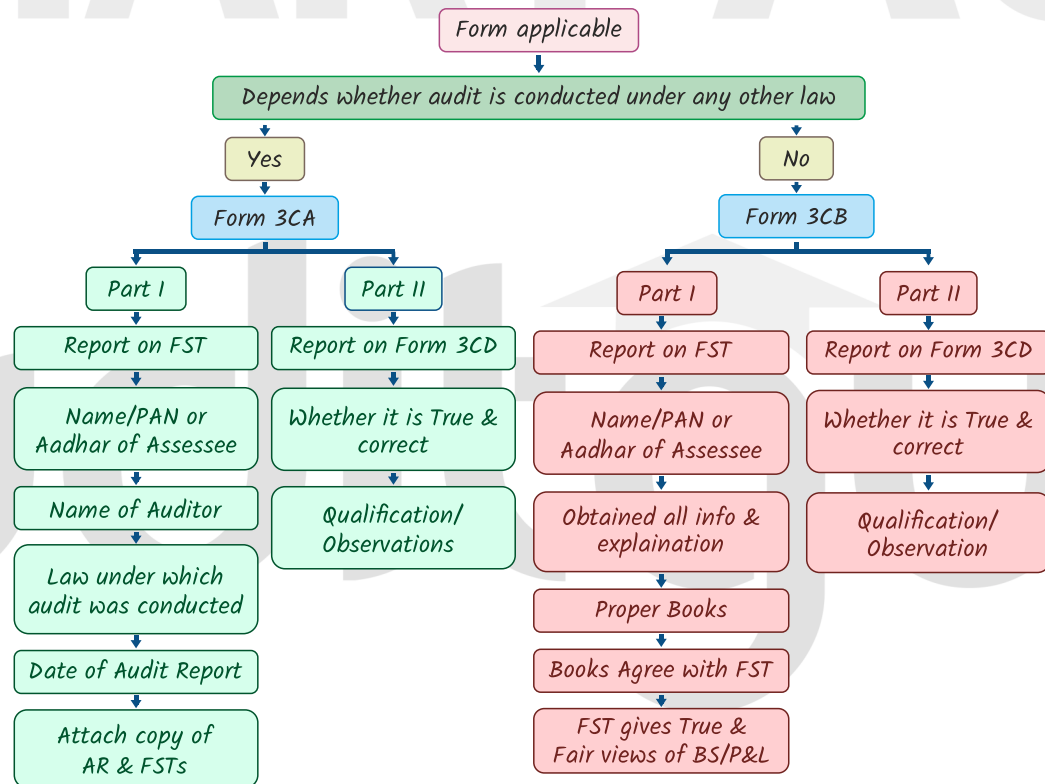 Form applicable
Depends whether audit is conducted under any other law
Yes
Form 3CA
Part I
Report on FST
Name/PAN or
Aadhar of Assessee
Name of Auditor
Law under which
audit was conducted
Date of Audit Report
Attach copy of
AR & FSTs
Part II
Report on Form 3CD
Whether it is True &
correct
Qualification/
Observations
No
Form 3CB
Part I
Report on FST
Name/PAN or
Aadhar of Assessee
Obtained all info &
explaination
Proper Books
Books Agree with FST
FST gives True &
Fair views of BS/P&L
Part II
Report on Form 3CD
Whether it is True &
correct
Qualification/
Observation